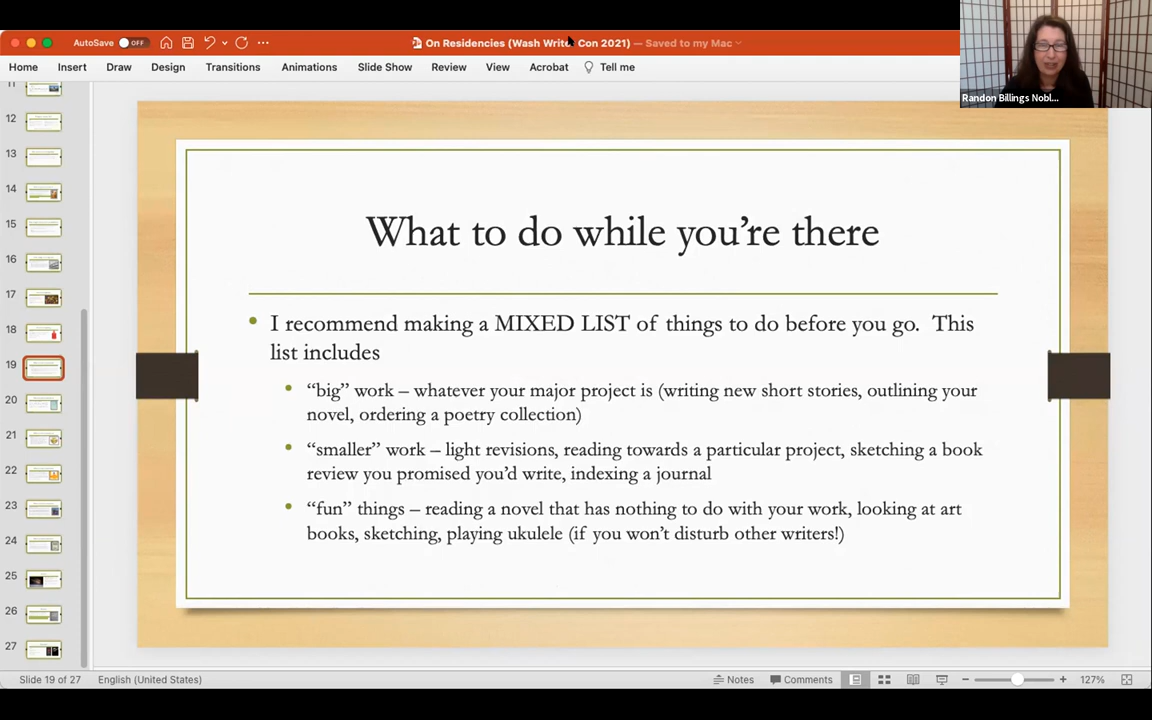 AutoSave OFF
On Residencies (Wash Write Con 2021) — Saved to my Mac
Home Insert Draw Design Transitions Animations Slide Show Review View Acrobat Tell me
Randon Billings Nobl...
11
12
13
14
15
16
17
18
19
20
21
22
23
24
25
26
27
What to do while you’re there
• I recommend making a MIXED LIST of things to do before you go. This
list includes
• “big” work – whatever your major project is (writing new short stories, outlining your
novel, ordering a poetry collection)
• “smaller” work – light revisions, reading towards a particular project, sketching a book
review you promised you’d write, indexing a journal
• “fun” things – reading a novel that has nothing to do with your work, looking at art
books, sketching, playing ukulele (if you won’t disturb other writers!)
Slide 19 of 27 English (United States) Notes Comments 127%